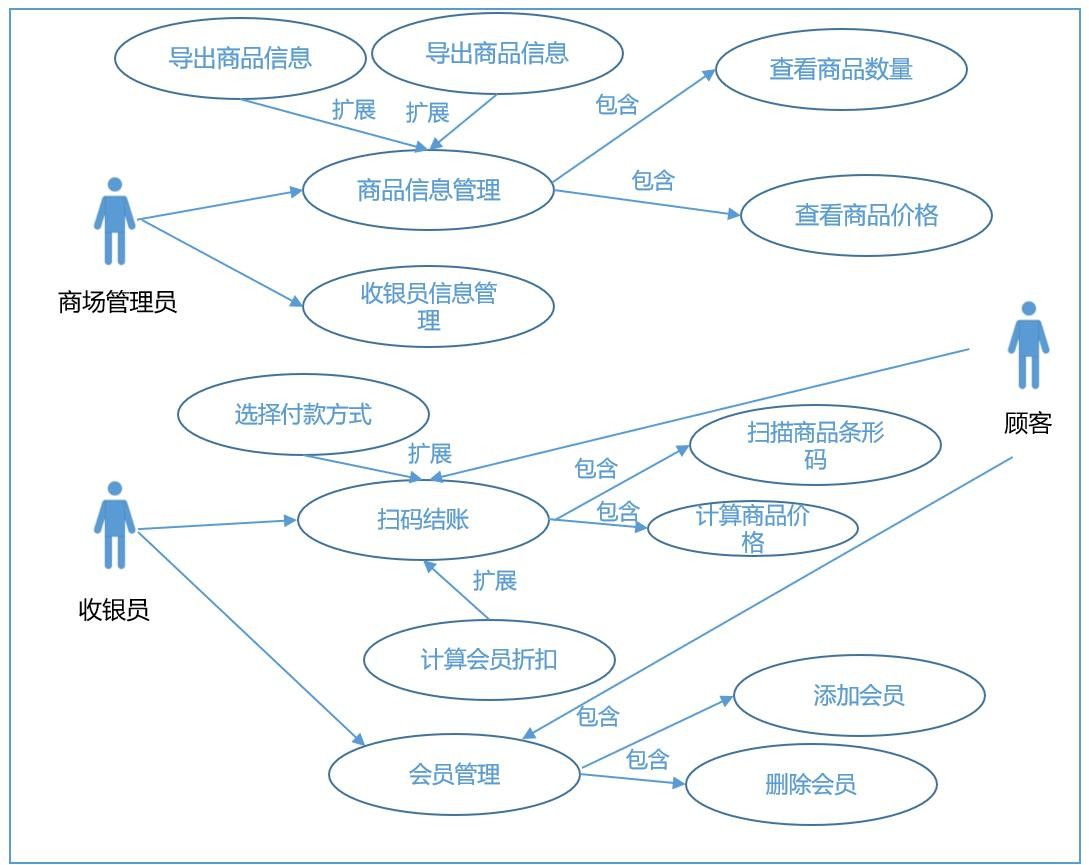 导出商品信息
导出商品信息
查看商品数量
扩展
扩展
包含
商品信息管理
包含
查看商品价格
商场管理员
收银员信息管
理
顾客
选择付款方式
扩展
扫描商品条形
码
包含
扫码结账
包含
计算商品价
格
收银员
扩展
计算会员折扣
包含
添加会员
会员管理
包含
删除会员